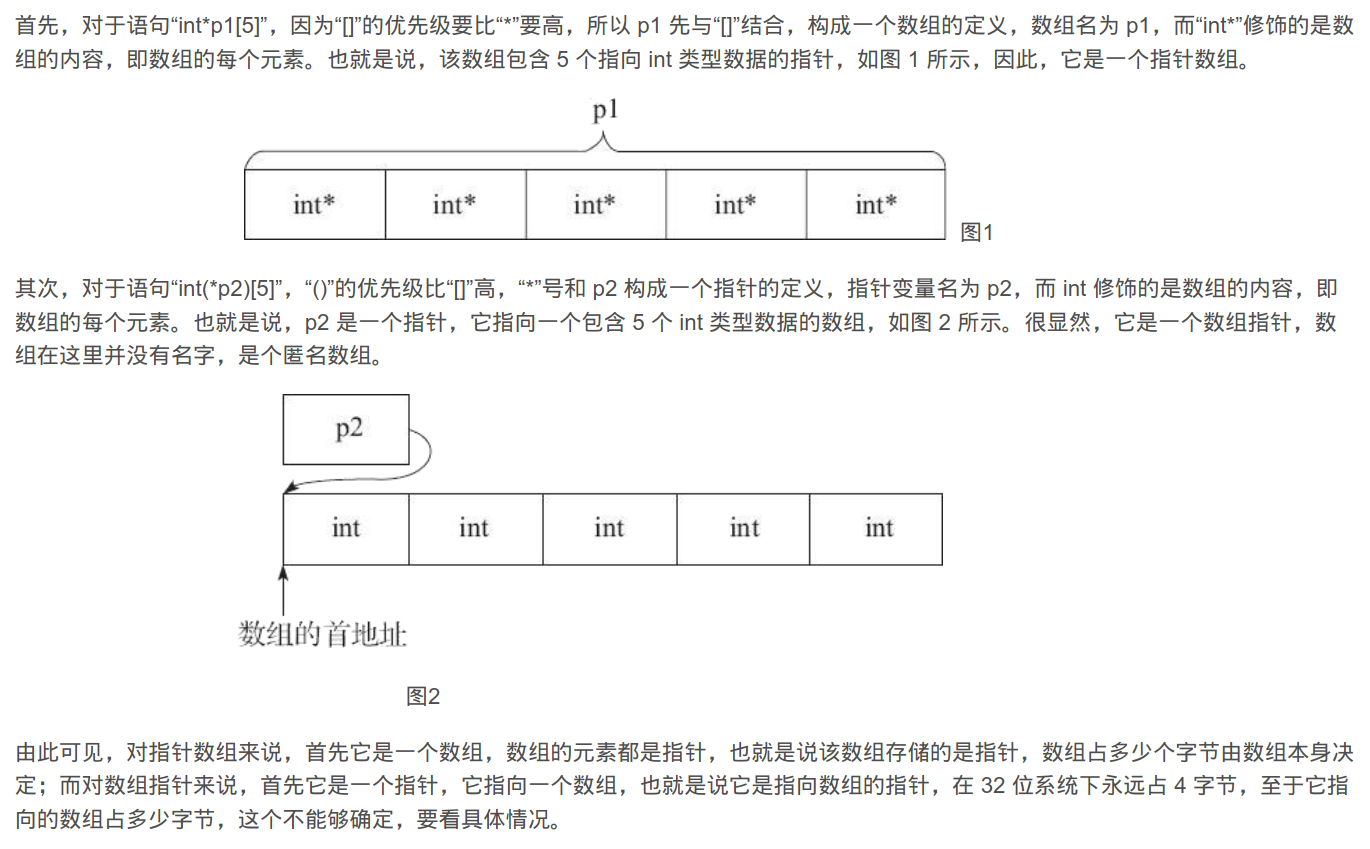 首先，对于语句“int*p1[5]”，因为“[]”的优先级要比“*”要高，所以 p1 先与“[]”结合，构成一个数组的定义，数组名为 p1，而“int*”修饰的是数
组的内容，即数组的每个元素。也就是说，该数组包含 5 个指向 int 类型数据的指针，如图 1 所示，因此，它是一个指针数组。
p1
int* int* int* int* int*
图1
其次，对于语句“int(*p2)[5]”，“()”的优先级比“[]”高，“*”号和 p2 构成一个指针的定义，指针变量名为 p2，而 int 修饰的是数组的内容，即
数组的每个元素。也就是说，p2 是一个指针，它指向一个包含 5 个 int 类型数据的数组，如图 2 所示。很显然，它是一个数组指针，数
组在这里并没有名字，是个匿名数组。
p2
int int int int int
数组的首地址
图2
由此可见，对指针数组来说，首先它是一个数组，数组的元素都是指针，也就是说该数组存储的是指针，数组占多少个字节由数组本身决
定；而对数组指针来说，首先它是一个指针，它指向一个数组，也就是说它是指向数组的指针，在 32 位系统下永远占 4 字节，至于它指
向的数组占多少字节，这个不能够确定，要看具体情况。